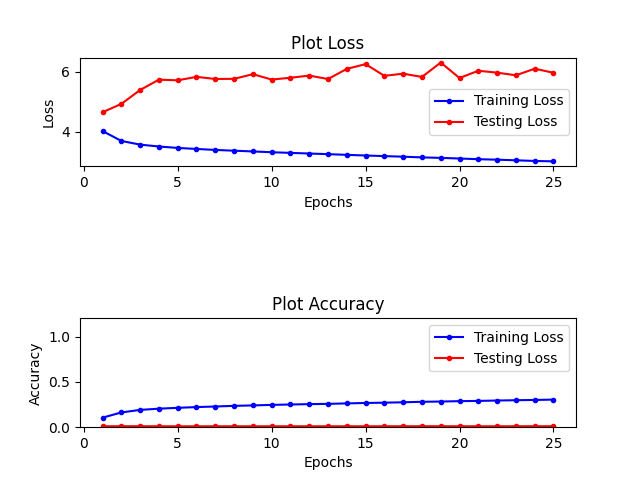 Plot Loss
6
4
Loss
Training Loss
Testing Loss
0 5 10 15 20 25
Epochs
Plot Accuracy
1.0
0.5
0.0
Accuracy
Training Loss
Testing Loss
0 5 10 15 20 25
Epochs